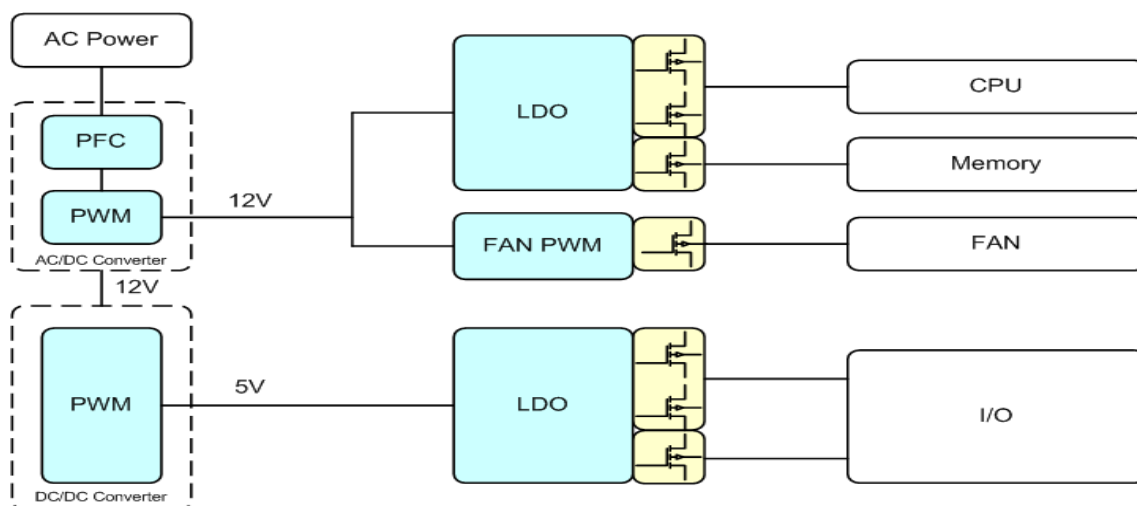 AC Power
PFC
PWM
AC/DC Converter
12V
12V
LDO
CPU
Memory
FAN PWM
FAN
PWM
DC/DC Converter
5V
LDO
I/O